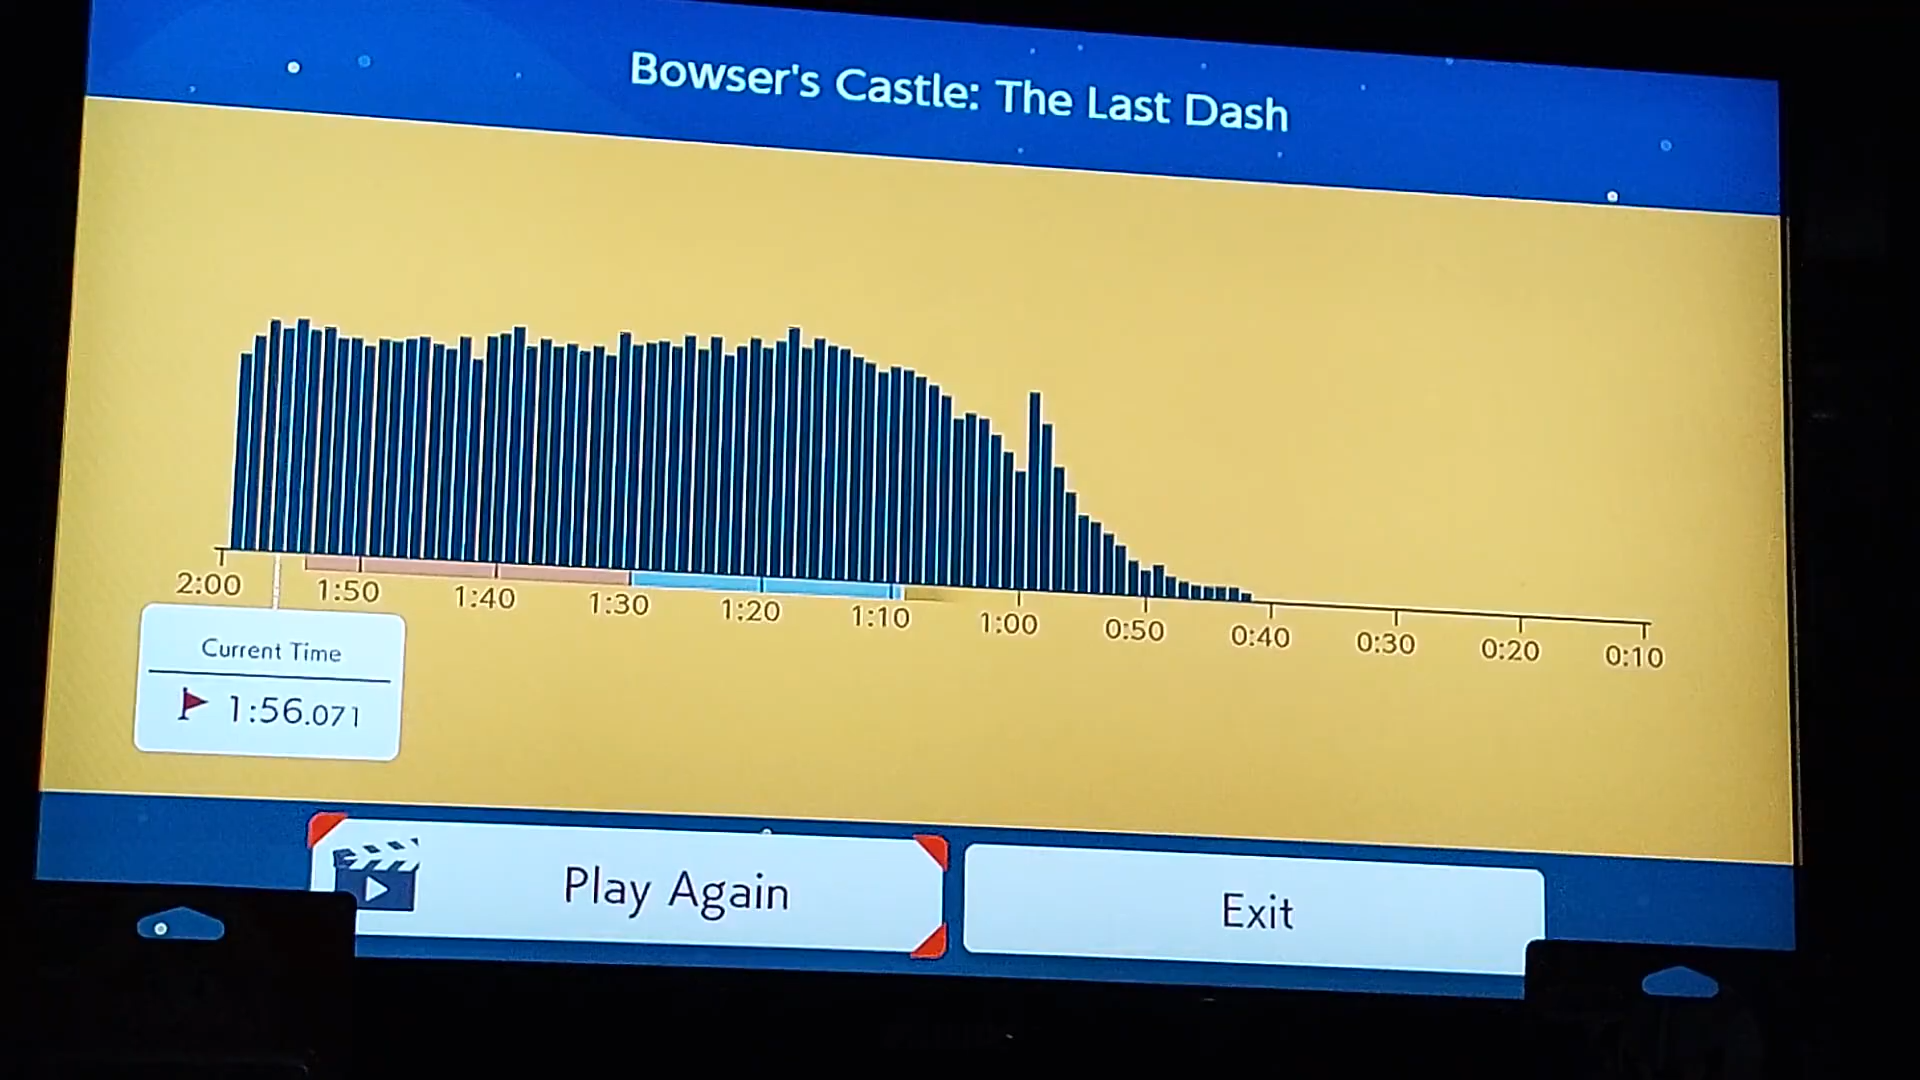 Bowser's Castle: The Last Dash
2:00 1:50 1:40 1:30 1:20 1:10 1:00 0:50 0:40 0:30 0:20 0:10
Current Time
1:56.071
Play Again
Exit